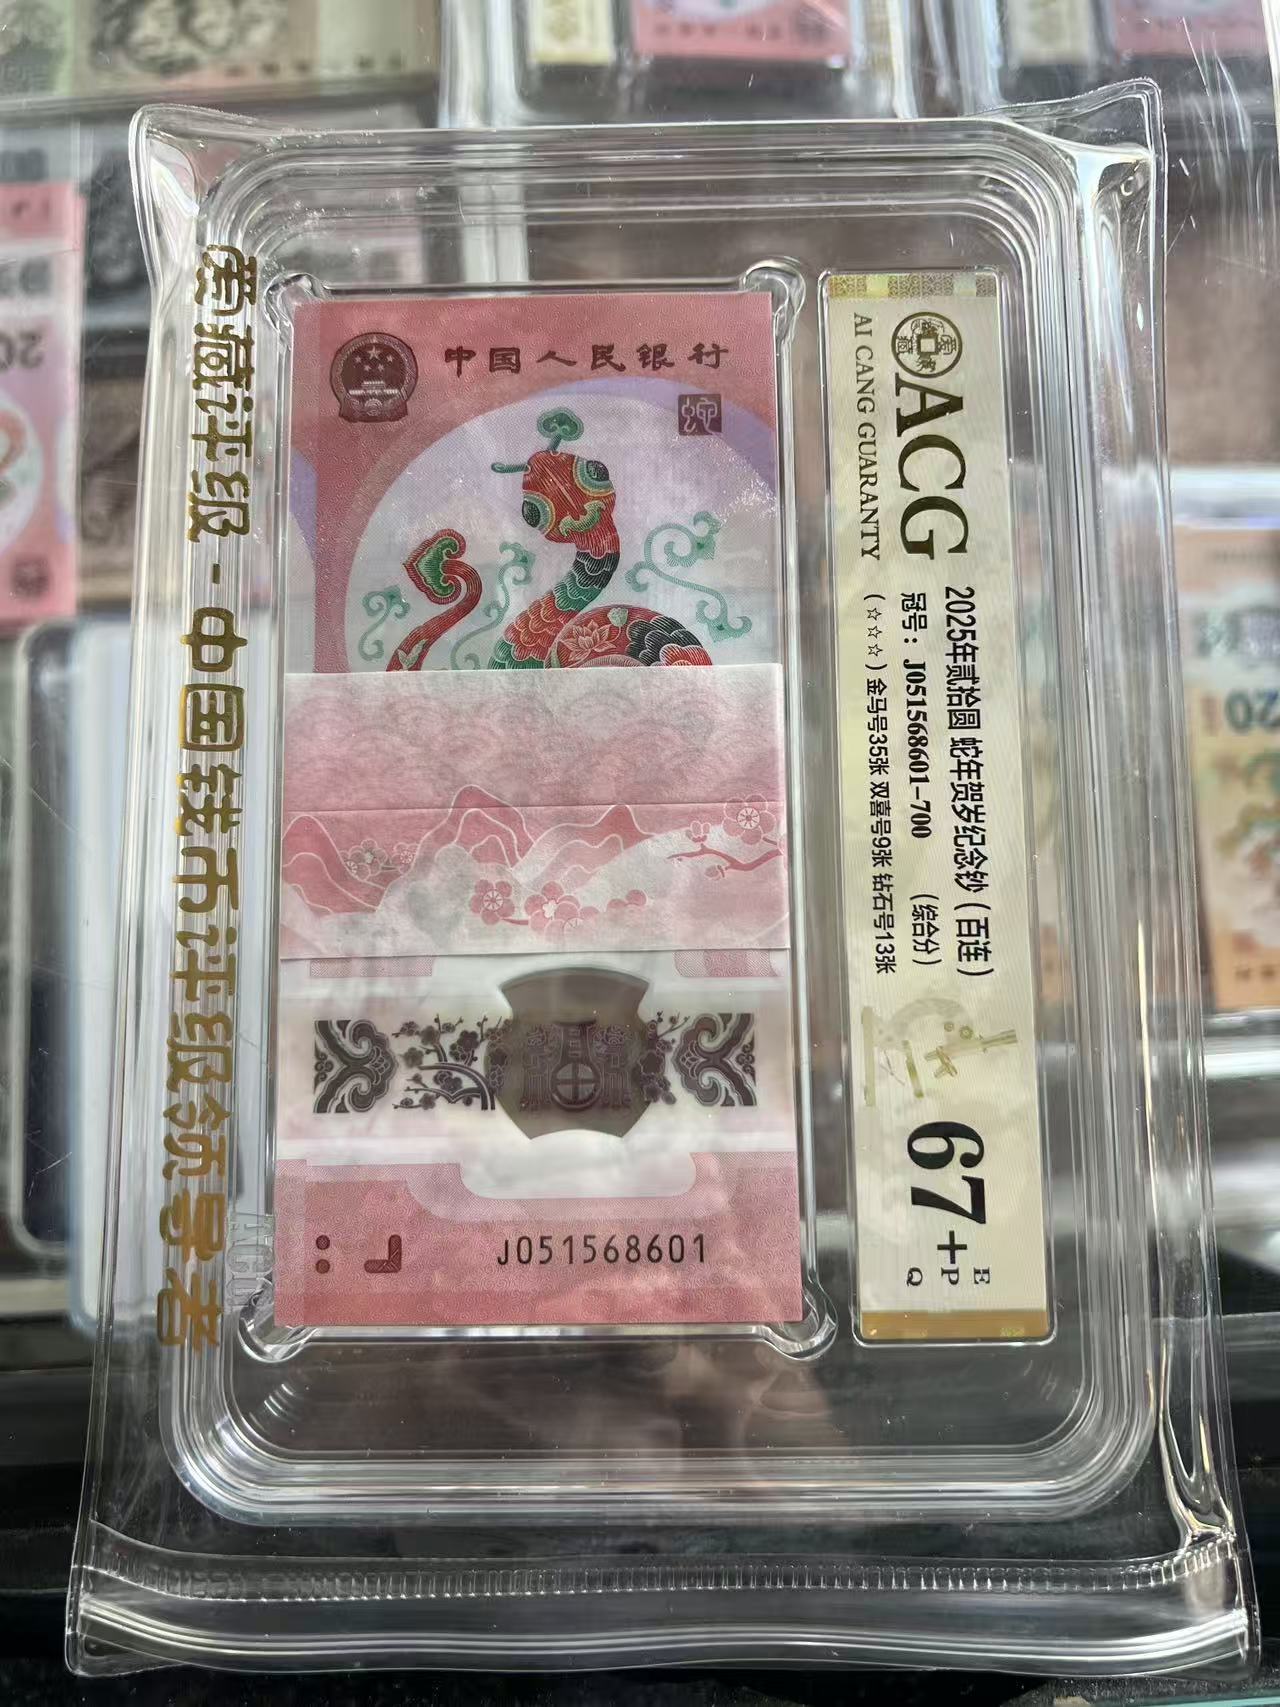 爱藏评级 - 中国钱币评级领导者
中国人民银行
蛇
J051568601
ACG
AI CANG GUARANTY
2025年贰拾圆 蛇年贺岁纪念钞（百连）
冠号：J051568601-700 （综合分）
（☆☆☆）金马号35张 双喜号9张 钻石号13张
67+
E
P
Q
20
20